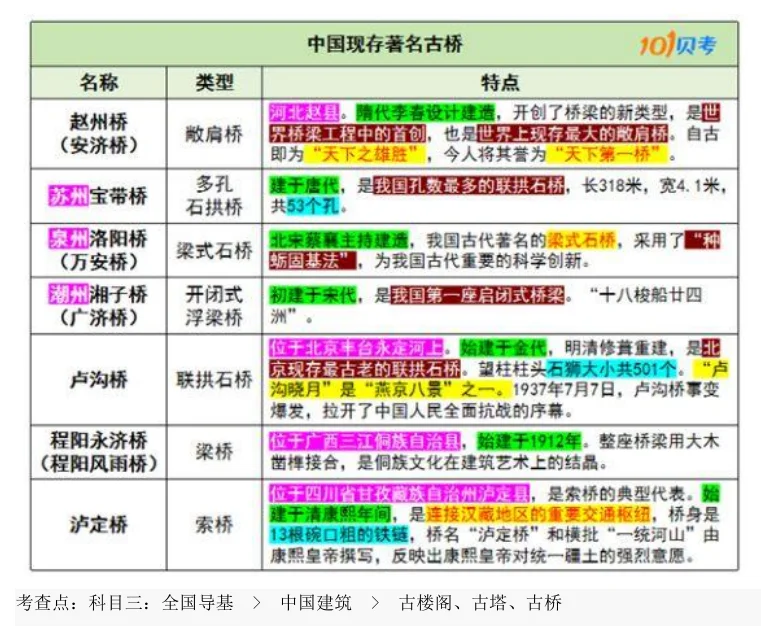 中国现存著名古桥
101贝考
名称 类型 特点
赵州桥
（安济桥）
敞肩桥
河北赵县。隋代李春设计建造，开创了桥梁的新类型，是世
界桥梁工程中的首创，也是世界上现存最大的敞肩桥。自古
即为“天下之雄胜”，今人将其誉为“天下第一桥”。
苏州宝带桥
多孔
石拱桥
建于唐代，是我国孔数最多的联拱石桥，长318米，宽4.1米，
共53个孔。
泉州洛阳桥
（万安桥）
梁式石桥
北宋蔡襄主持建造，我国古代著名的梁式石桥，采用了“种
蛎固基法”，为我国古代重要的科学创新。
潮州湘子桥
（广济桥）
开闭式
浮梁桥
初建于宋代，是我国第一座启闭式桥梁。“十八梭船廿四
洲”。
卢沟桥
联拱石桥
位于北京丰台永定河上。始建于金代，明清修葺重建，是北
京现存最古老的联拱石桥。望柱柱头石狮大小共501个。“卢
沟晓月”是“燕京八景”之一。1937年7月7日，卢沟桥事变
爆发，拉开了中国人民全面抗战的序幕。
程阳永济桥
（程阳风雨桥）
梁桥
位于广西三江侗族自治县，始建于1912年。整座桥梁用大木
凿榫接合，是侗族文化在建筑艺术上的结晶。
泸定桥
索桥
位于四川省甘孜藏族自治州泸定县，是索桥的典型代表。始
建于清康熙年间，是连接汉藏地区的重要交通枢纽，桥身是
13根碗口粗的铁链，桥名“泸定桥”和横批“一统河山”由
康熙皇帝撰写，反映出康熙皇帝对统一疆土的强烈意愿。
考查点：科目三：全国导基 > 中国建筑 > 古楼阁、古塔、古桥